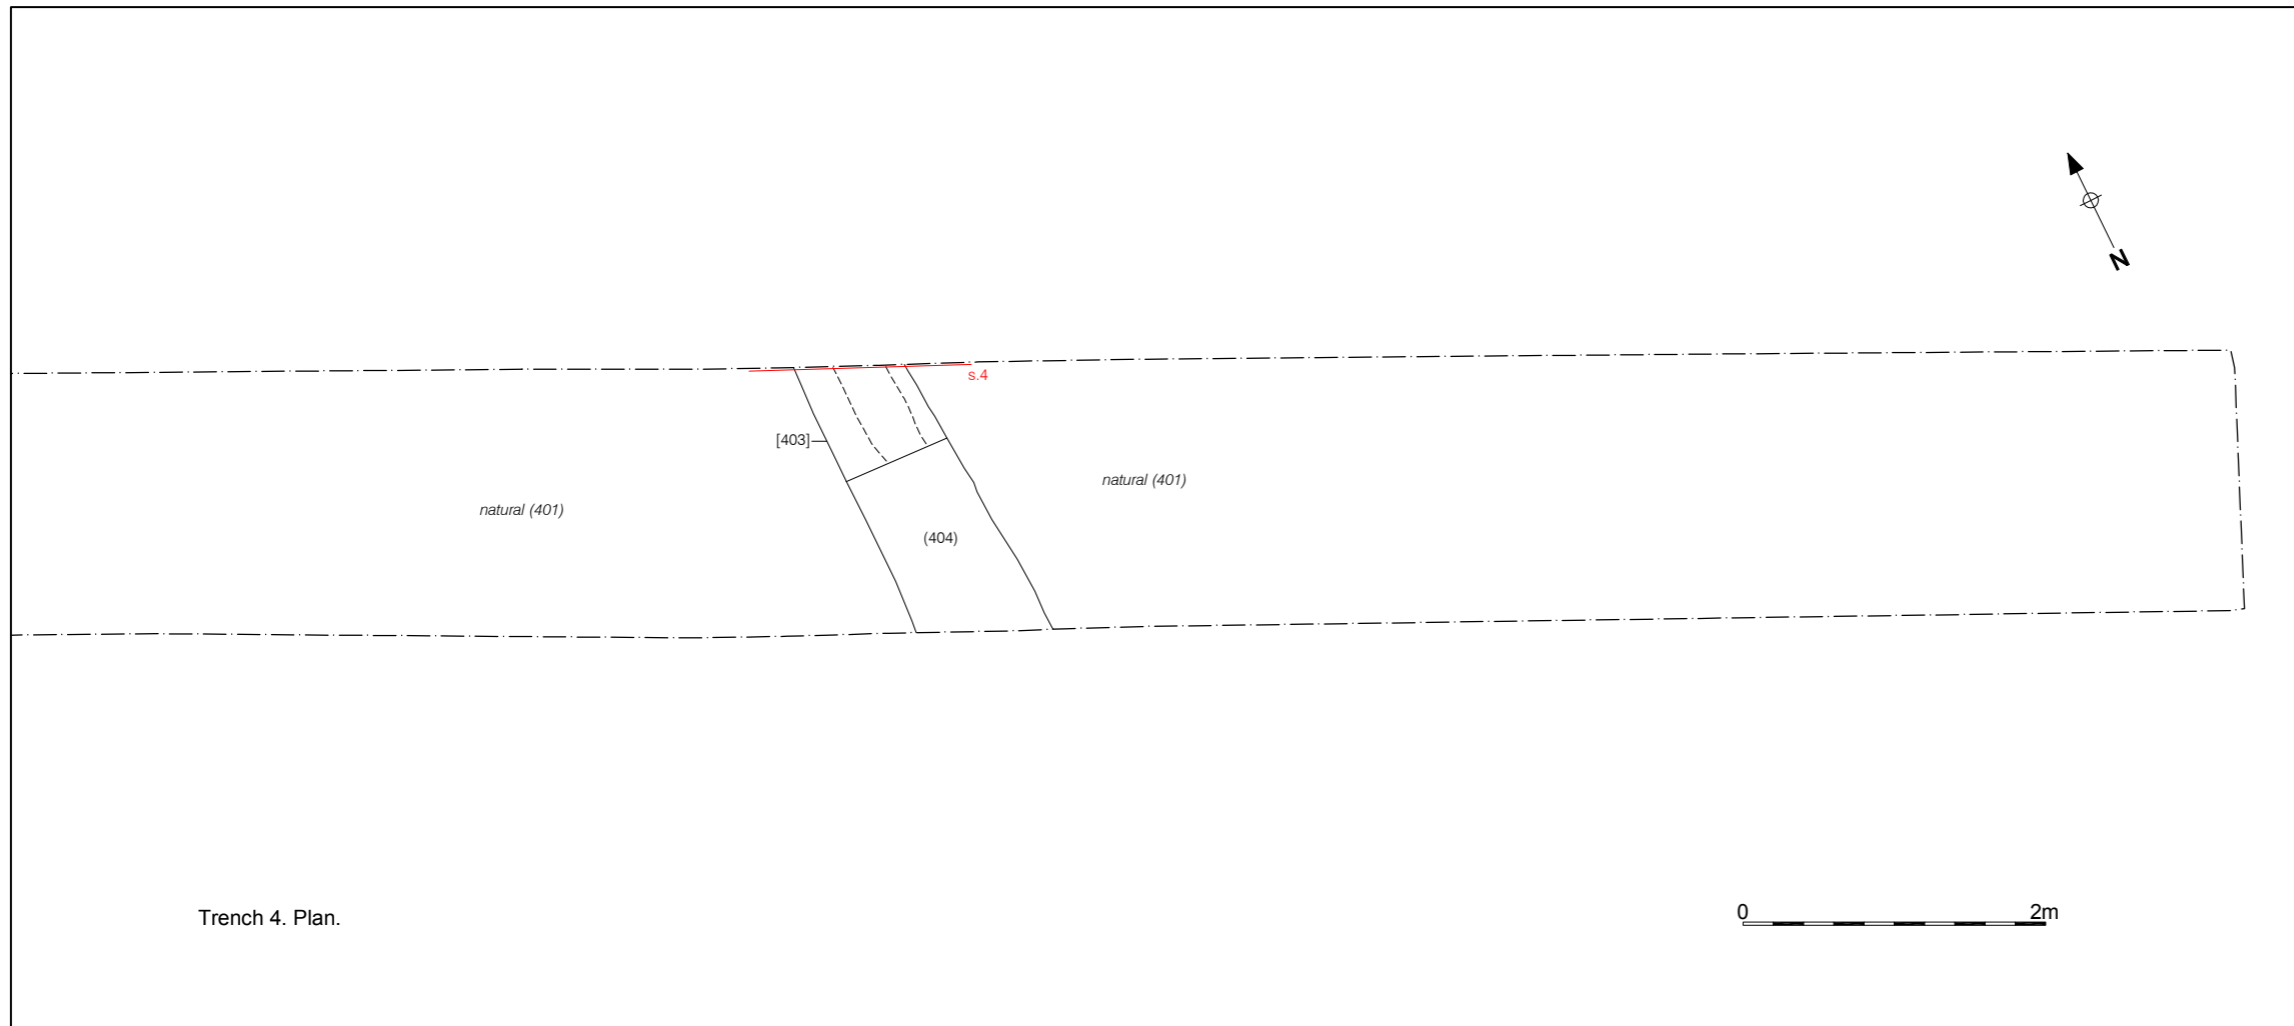 N
s.4
[403]
natural (401)
natural (401)
(404)
Trench 4. Plan.
0 2m